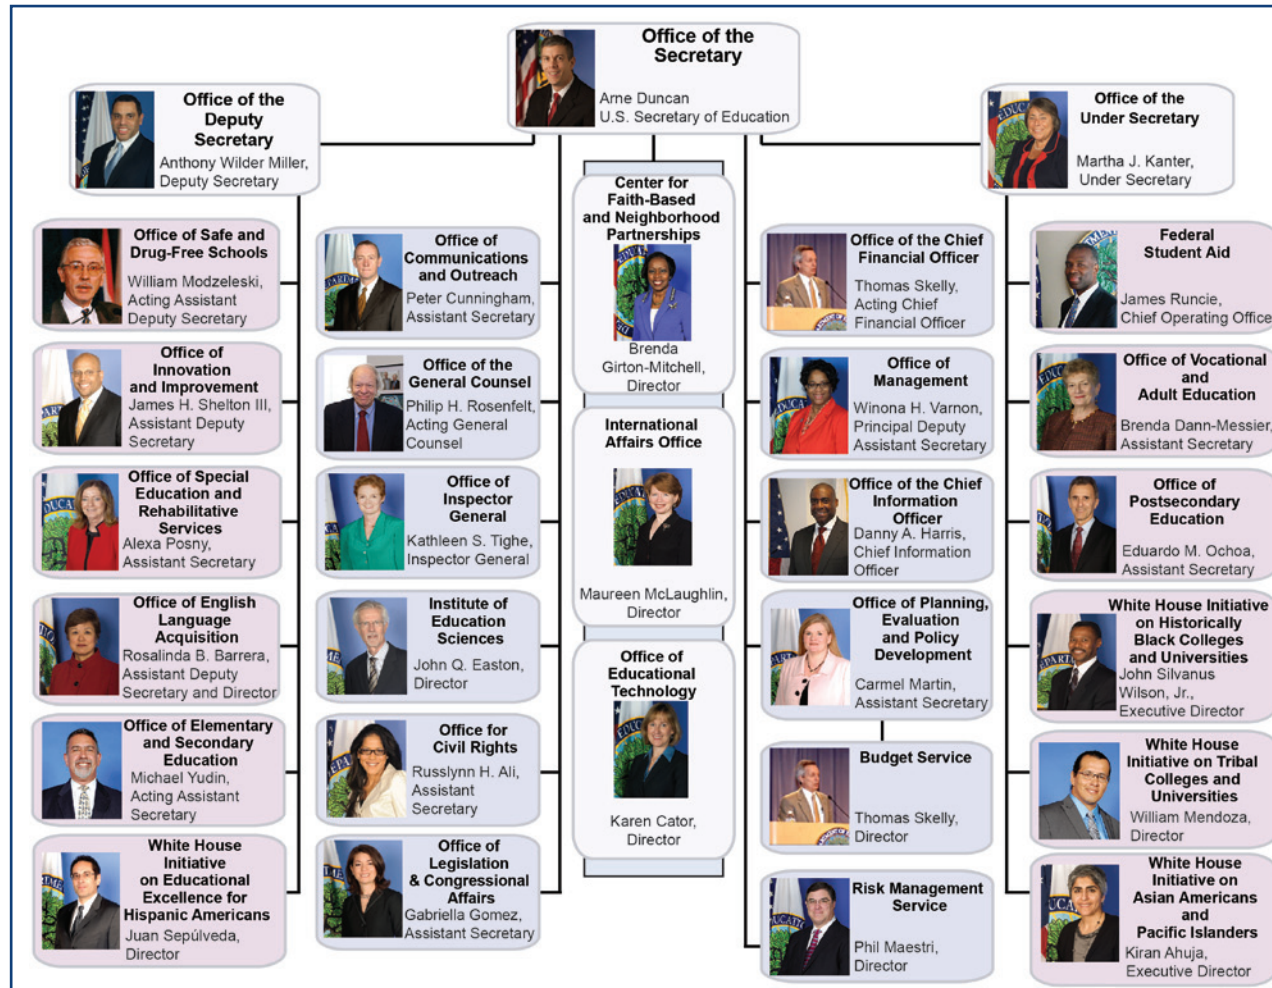 Office of the
Secretary
Arne Duncan
U.S. Secretary of Education
Office of the
Deputy
Secretary
Anthony Wilder Miller,
Deputy Secretary
Office of the
Under Secretary
Martha J. Kanter,
Under Secretary
Office of Safe and
Drug-Free Schools
William Modzeleski,
Acting Assistant
Deputy Secretary
Office of
Innovation
and Improvement
James H. Shelton III,
Assistant Deputy
Secretary
Office of Special
Education and
Rehabilitative
Services
Alexa Posny,
Assistant Secretary
Office of English
Language
Acquisition
Rosalinda B. Barrera,
Assistant Deputy
Secretary and Director
Office of Elementary
and Secondary
Education
Michael Yudin,
Acting Assistant
Secretary
White House
Initiative
on Educational
Excellence for
Hispanic Americans
Juan Sepúlveda,
Director
Office of
Communications
and Outreach
Peter Cunningham,
Assistant Secretary
Office of the
General Counsel
Philip H. Rosenfelt,
Acting General
Counsel
Office of
Inspector
General
Kathleen S. Tighe,
Inspector General
Institute of
Education
Sciences
John Q. Easton,
Director
Office for
Civil Rights
Russlynn H. Ali,
Assistant
Secretary
Office of
Legislation
& Congressional
Affairs
Gabriella Gomez,
Assistant Secretary
Center for
Faith-Based
and Neighborhood
Partnerships
Brenda
Girton-Mitchell,
Director
International
Affairs Office
Maureen McLaughlin,
Director
Office of
Educational
Technology
Karen Cator,
Director
Office of the Chief
Financial Officer
Thomas Skelly,
Acting Chief
Financial Officer
Office of
Management
Winona H. Varnon,
Principal Deputy
Assistant Secretary
Office of the Chief
Information
Officer
Danny A. Harris,
Chief Information
Officer
Office of Planning,
Evaluation
and Policy
Development
Carmel Martin,
Assistant Secretary
Budget Service
Thomas Skelly,
Director
Risk Management
Service
Phil Maestri,
Director
Federal
Student Aid
James Runcie,
Chief Operating Officer
Office of Vocational
and
Adult Education
Brenda Dann-Messier,
Assistant Secretary
Office of
Postsecondary
Education
Eduardo M. Ochoa,
Assistant Secretary
White House Initiative
on Historically
Black Colleges
and Universities
John Silvanus
Wilson, Jr.,
Executive Director
White House
Initiative on Tribal
Colleges and
Universities
William Mendoza,
Director
White House
Initiative on
Asian Americans
and
Pacific Islanders
Kiran Ahuja,
Executive Director